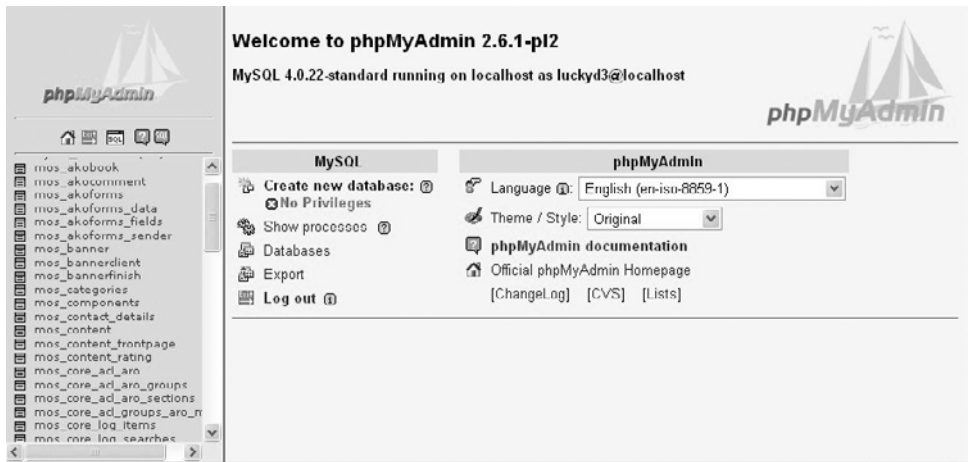 phpMyAdmin
SQL
mos_akobook
mos_akocomment
mos_akoforms
mos_akoforms_data
mos_akoforms_fields
mos_akoforms_sender
mos_banner
mos_bannerclient
mos_bannerfinish
mos_categories
mos_components
mos_contact_details
mos_content
mos_content_frontpage
mos_content_rating
mos_core_acl_aro
mos_core_acl_aro_groups
mos_core_acl_aro_sections
mos_core_acl_groups_aro_m
mos_core_log_items
mos_core_log_searches
Welcome to phpMyAdmin 2.6.1-pl2
MySQL 4.0.22-standard running on localhost as luckyd3@localhost
phpMyAdmin
MySQL
Create new database:
No Privileges
Show processes
Databases
Export
Log out
phpMyAdmin
Language: English (en-iso-8859-1)
Theme / Style: Original
phpMyAdmin documentation
Official phpMyAdmin Homepage
[ChangeLog] [CVS] [Lists]